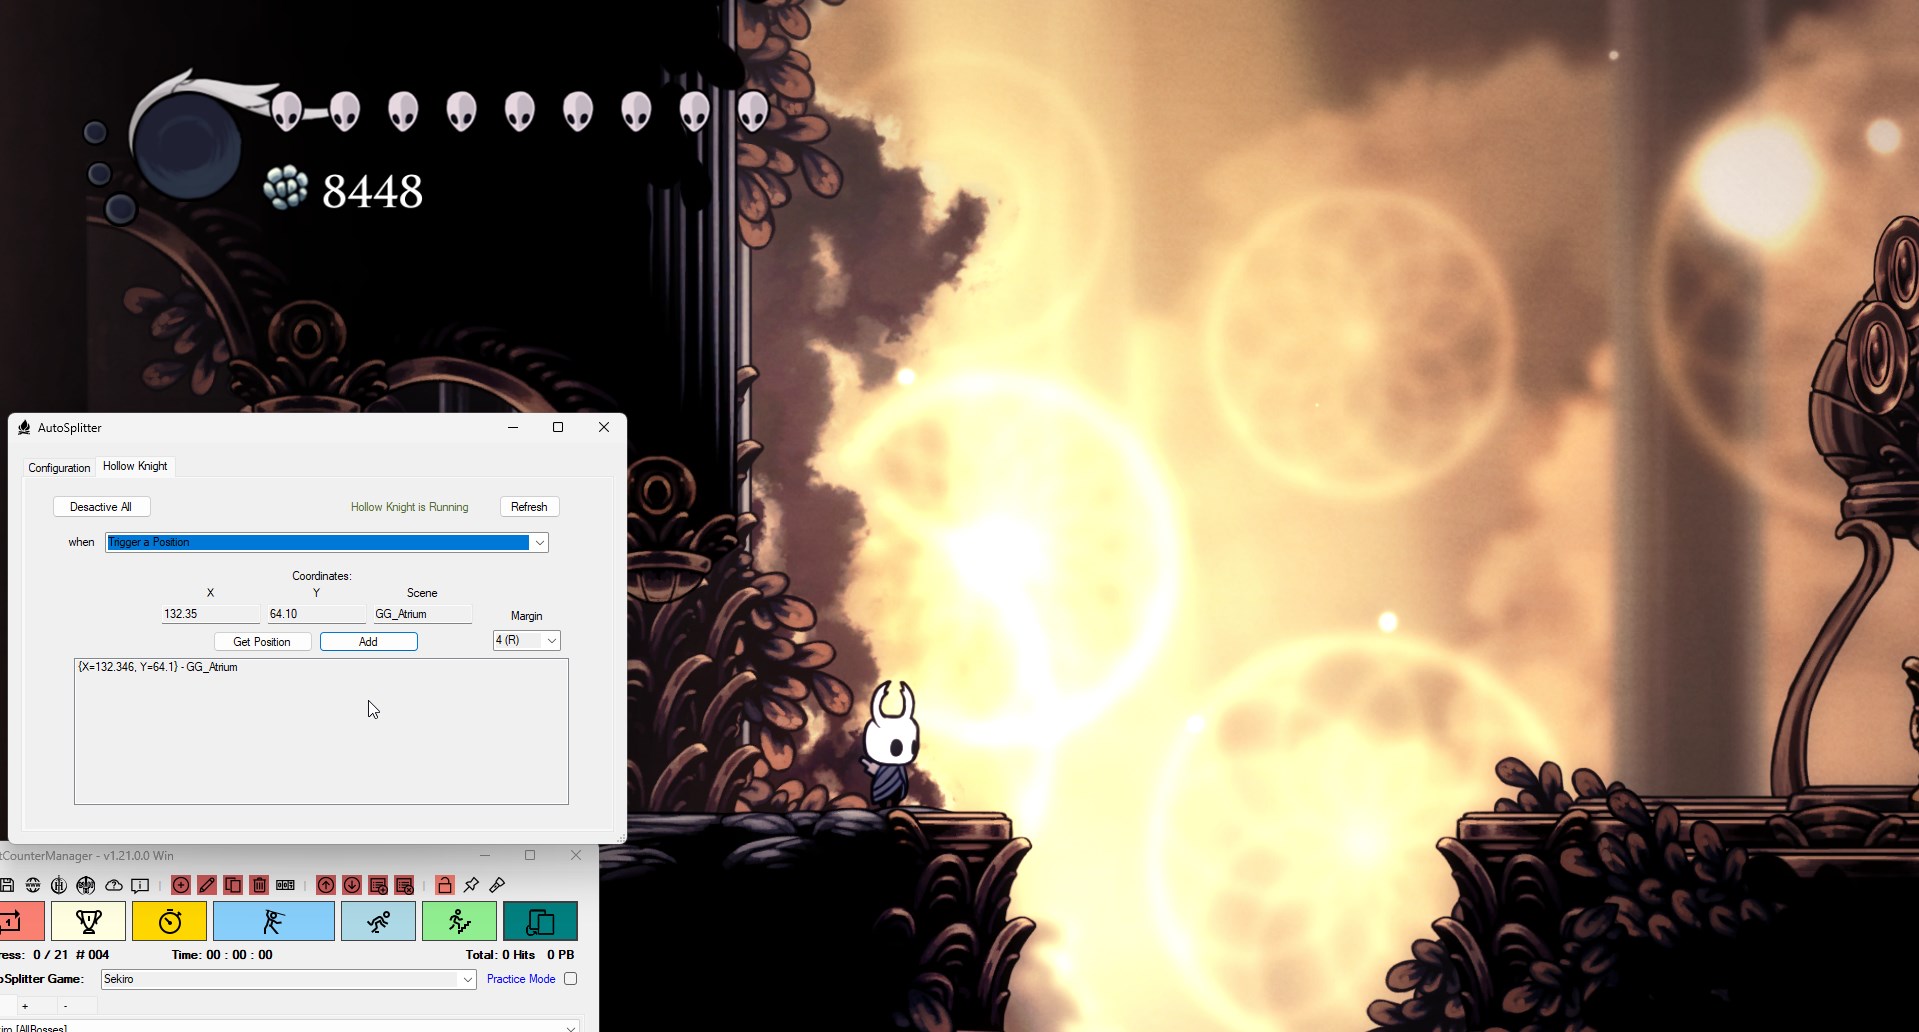 8448
AutoSplitter
Configuration Hollow Knight
Desactive All Hollow Knight is Running Refresh
when Trigger a Position
Coordinates:
X Y Scene
Margin
132.35 64.10 GG_Atrium
Get Position Add 4 (R)
{X=132.346, Y=64.1} - GG_Atrium
tCounterManager - v1.21.0.0 Win
ress: 0 / 21 # 004 Time: 00 : 00 : 00 Total: 0 Hits 0 PB
oSplitter Game: Sekiro Practice Mode
+ -
iro [AllBosses]